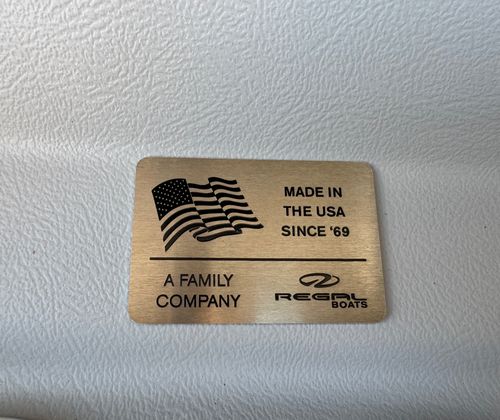 MADE IN
THE USA
SINCE '69
A FAMILY
COMPANY
REGAL
BOATS